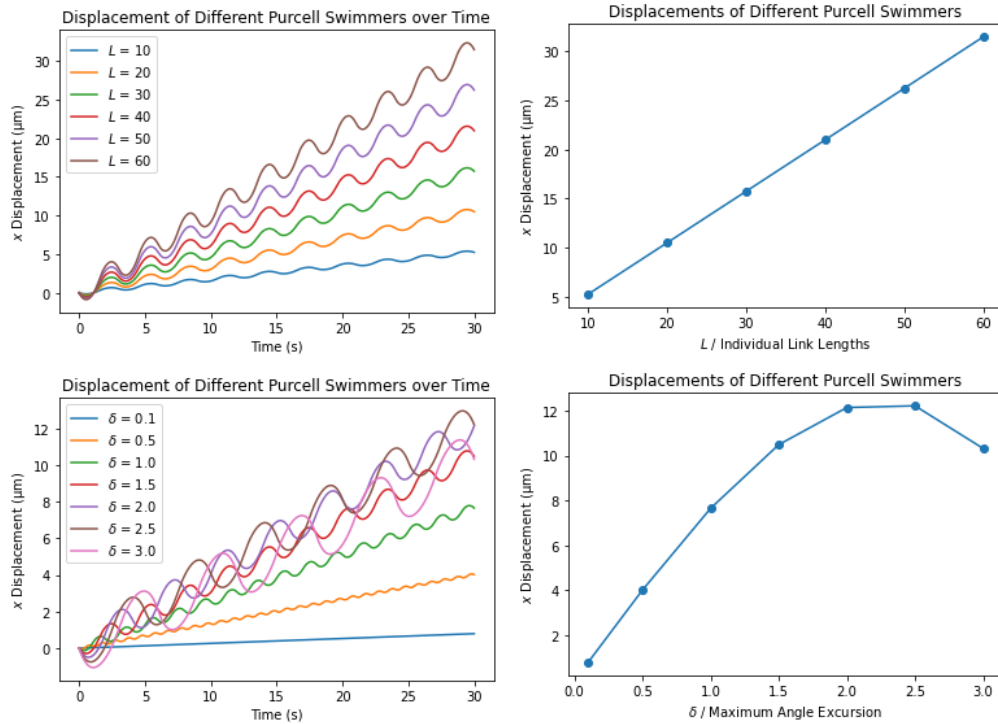 Displacement of Different Purcell Swimmers over Time
x Displacement (μm)
30
25
20
15
10
5
0
L = 10
L = 20
L = 30
L = 40
L = 50
L = 60
0 5 10 15 20 25 30
Time (s)
Displacements of Different Purcell Swimmers
x Displacement (μm)
30
25
20
15
10
5
10 20 30 40 50 60
L / Individual Link Lengths
Displacement of Different Purcell Swimmers over Time
x Displacement (μm)
12
10
8
6
4
2
0
δ = 0.1
δ = 0.5
δ = 1.0
δ = 1.5
δ = 2.0
δ = 2.5
δ = 3.0
0 5 10 15 20 25 30
Time (s)
Displacements of Different Purcell Swimmers
x Displacement (μm)
12
10
8
6
4
2
0.0 0.5 1.0 1.5 2.0 2.5 3.0
δ / Maximum Angle Excursion